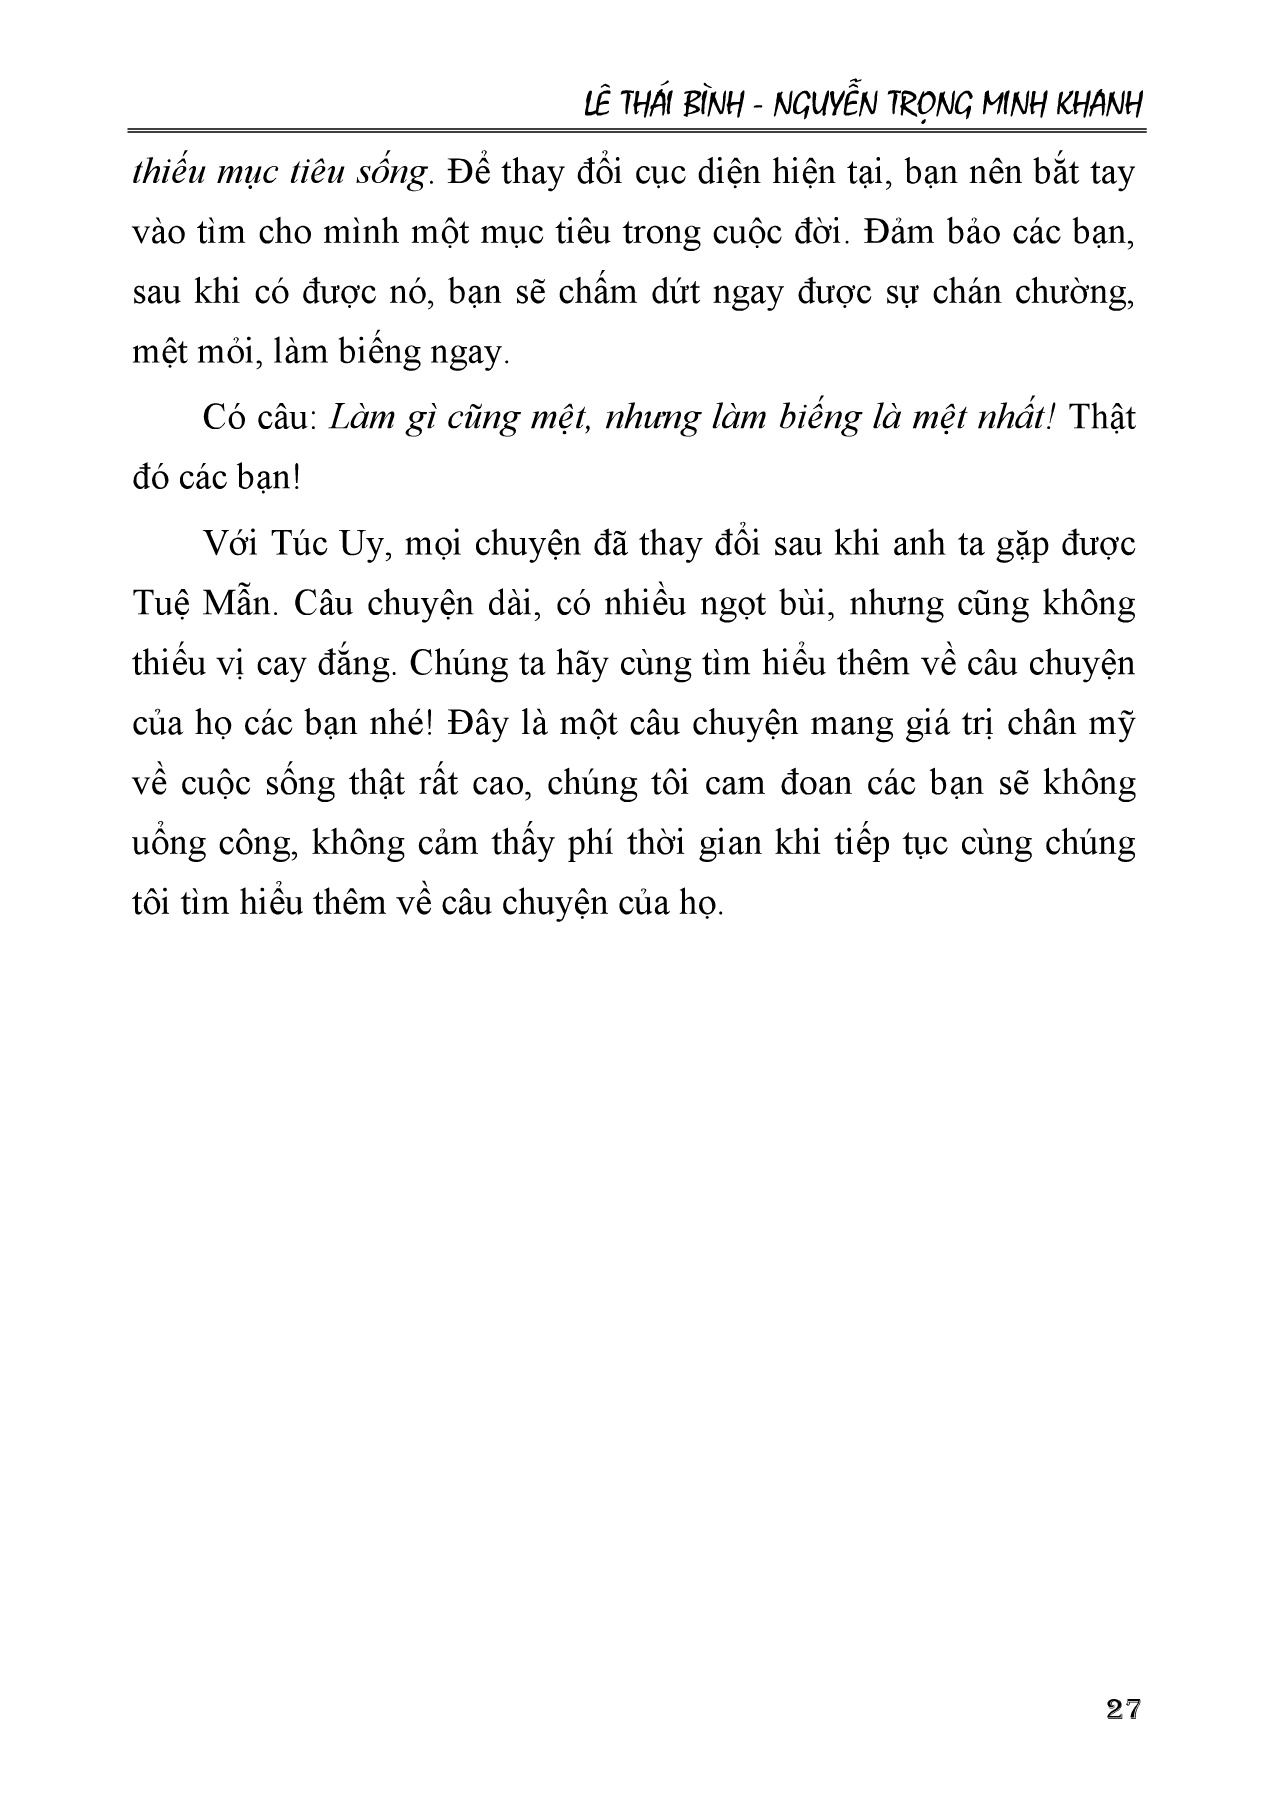 LÊ THÁI BÌNH - NGUYỄN TRỌNG MINH KHANH
thiếu mục tiêu sống. Để thay đổi cục diện hiện tại, bạn nên bắt tay
vào tìm cho mình một mục tiêu trong cuộc đời. Đảm bảo các bạn,
sau khi có được nó, bạn sẽ chấm dứt ngay được sự chán chường,
mệt mỏi, làm biếng ngay.
Có câu: Làm gì cũng mệt, nhưng làm biếng là mệt nhất! Thật
đó các bạn!
Với Túc Uy, mọi chuyện đã thay đổi sau khi anh ta gặp được
Tuệ Mẫn. Câu chuyện dài, có nhiều ngọt bùi, nhưng cũng không
thiếu vị cay đắng. Chúng ta hãy cùng tìm hiểu thêm về câu chuyện
của họ các bạn nhé! Đây là một câu chuyện mang giá trị chân mỹ
về cuộc sống thật rất cao, chúng tôi cam đoan các bạn sẽ không
uổng công, không cảm thấy phí thời gian khi tiếp tục cùng chúng
tôi tìm hiểu thêm về câu chuyện của họ.
27